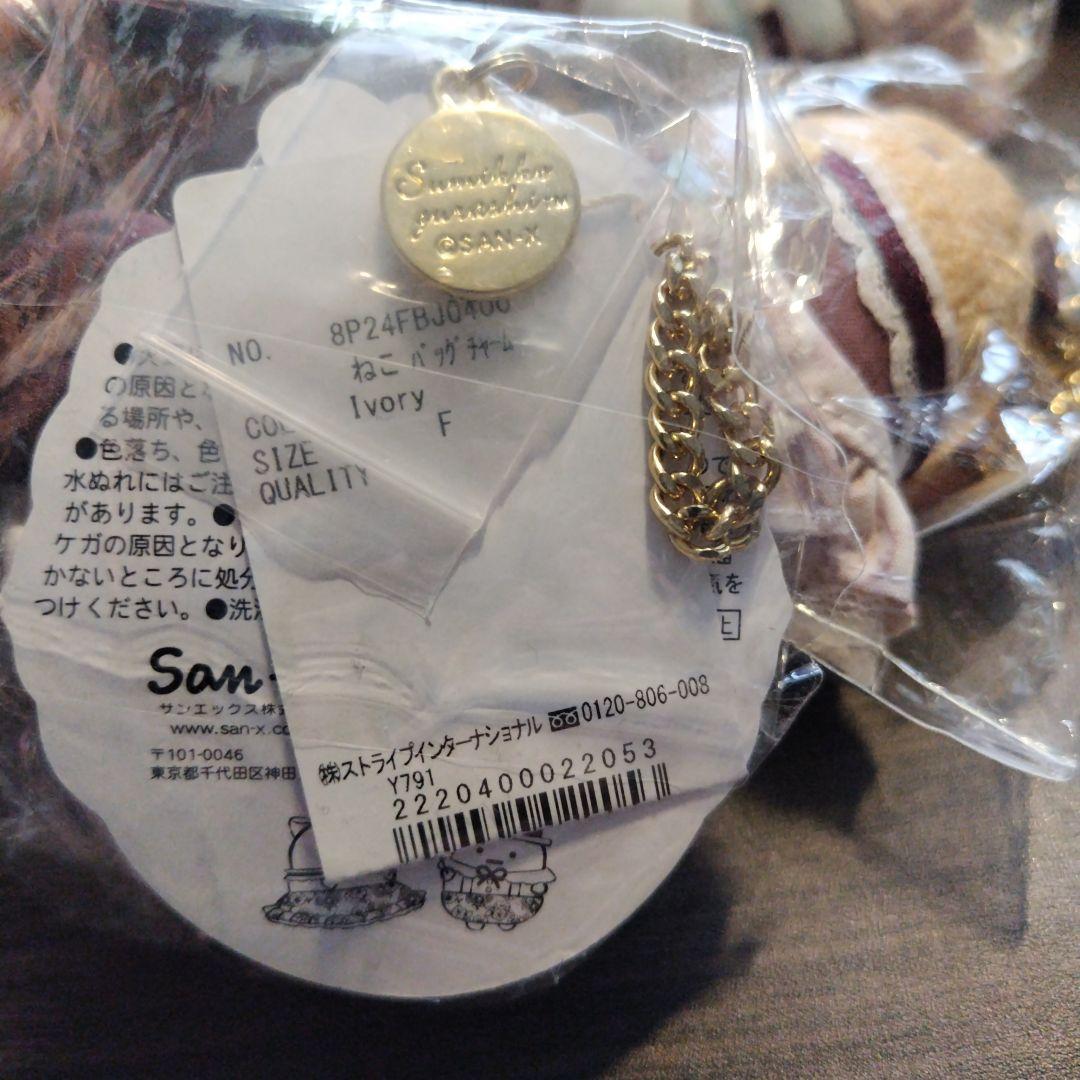 Sumikko
gurashi
©SAN-X
NO. 8P24FBJ0400
ねこ バッグ チャーム
Ivory
SIZE F
QUALITY
の原因と
る場所や、
●色落ち、色
水ぬれにはご注
があります。●
ケガの原因となり
かないところに処分
つけください。●洗
San-
サンエックス株式
www.san-x.co
〒101-0046
東京都千代田区神田
㈱ストライプインターナショナル 0120-806-008
Y791
2220400022053